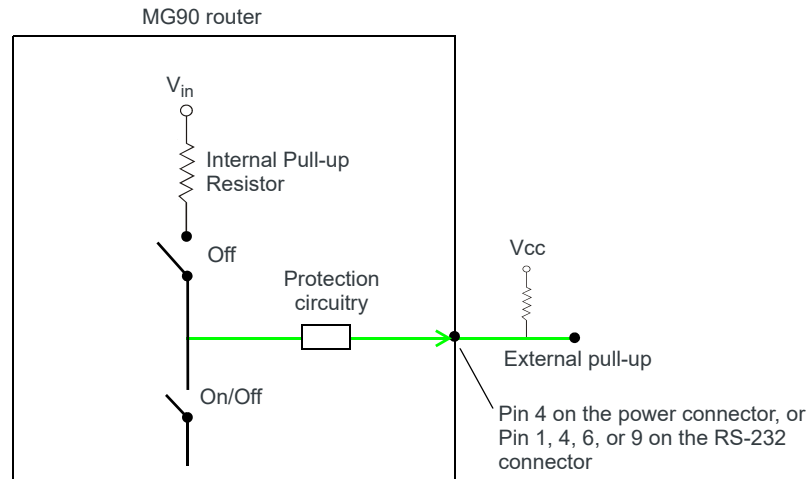 MG90 router
Vin
Internal Pull-up
Resistor
Off
Protection
circuitry
Vcc
External pull-up
On/Off
Pin 4 on the power connector, or
Pin 1, 4, 6, or 9 on the RS-232
connector